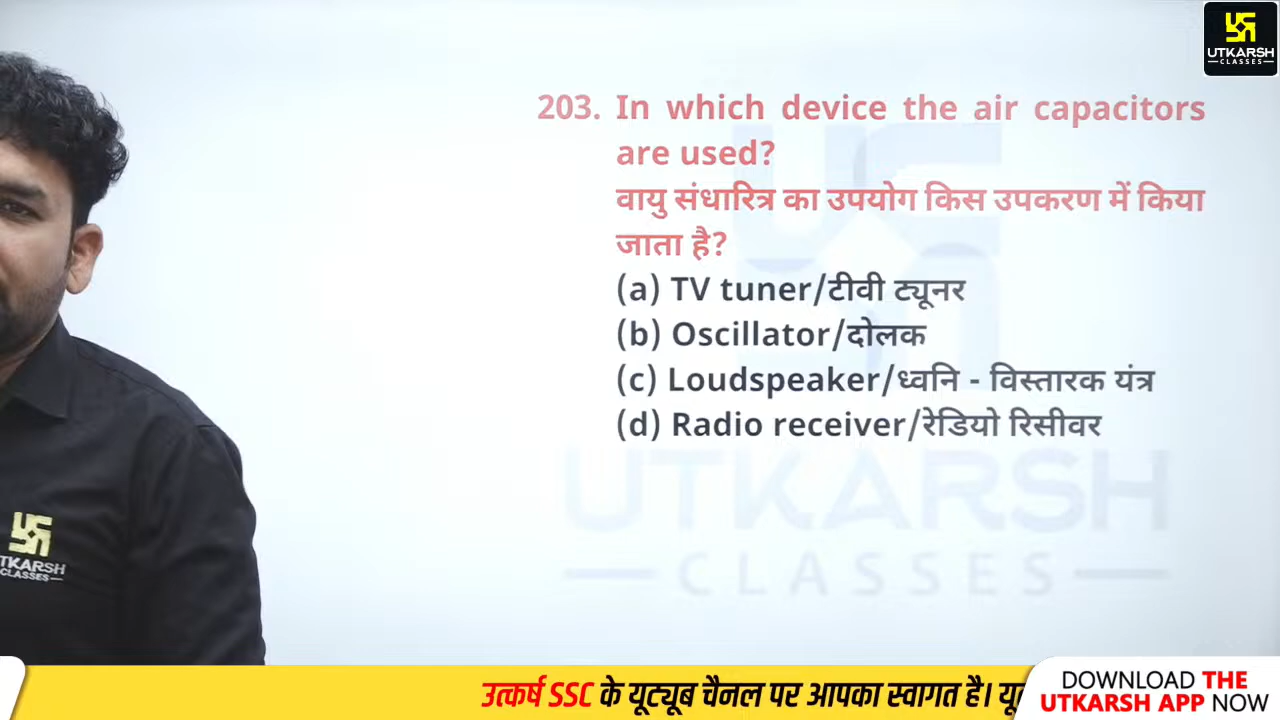 UTKARSH
CLASSES
203. In which device the air capacitors
are used?
वायु संधारित्र का उपयोग किस उपकरण में किया
जाता है?
(a) TV tuner/टीवी ट्यूनर
(b) Oscillator/दोलक
(c) Loudspeaker/ध्वनि - विस्तारक यंत्र
(d) Radio receiver/रेडियो रिसीवर
UTKARSH
CLASSES
TKARSH
CLASSES
उत्कर्ष SSC के यूट्यूब चैनल पर आपका स्वागत है।
DOWNLOAD THE
UTKARSH APP NOW